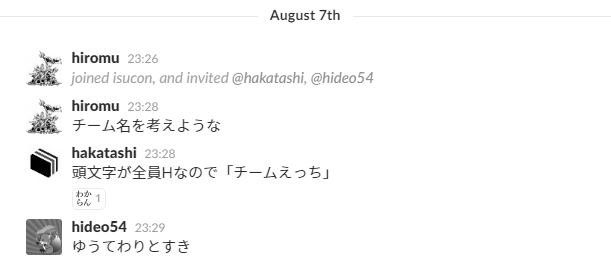 August 7th
hiromu 23:26
joined isucon, and invited @hakatashi, @hideo54
hiromu 23:28
チーム名を考えような
hakatashi 23:28
頭文字が全員Hなので「チームえっち」
わからん 1
hideo54 23:29
ゆうてわりとすき